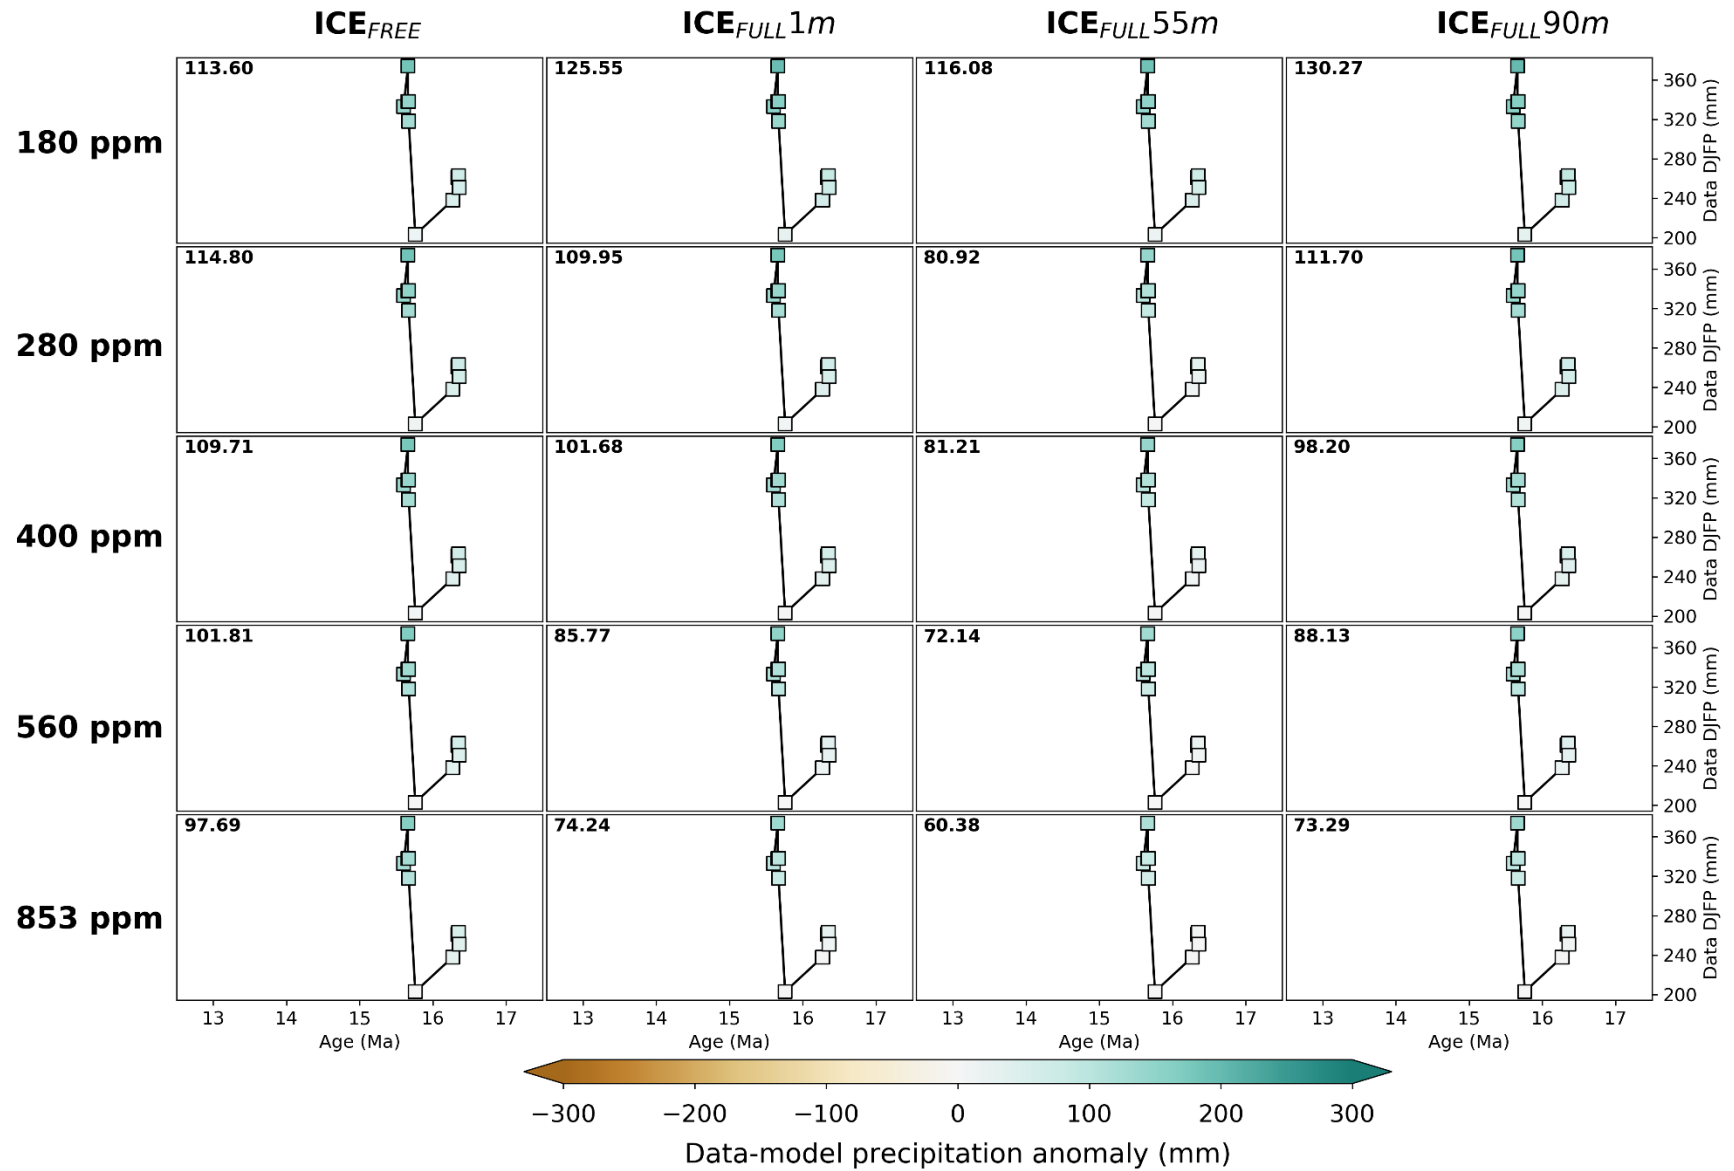 ICEFREE ICEFULL1m ICEFULL55m ICEFULL90m
180 ppm 113.60 125.55 116.08 130.27
360
320
280
240
200
Data DJFP (mm)
280 ppm 114.80 109.95 80.92 111.70
360
320
280
240
200
Data DJFP (mm)
400 ppm 109.71 101.68 81.21 98.20
360
320
280
240
200
Data DJFP (mm)
560 ppm 101.81 85.77 72.14 88.13
360
320
280
240
200
Data DJFP (mm)
853 ppm 97.69 74.24 60.38 73.29
360
320
280
240
200
Data DJFP (mm)
13 14 15 16 17 13 14 15 16 17 13 14 15 16 17 13 14 15 16 17
Age (Ma) Age (Ma) Age (Ma) Age (Ma)
−300 −200 −100 0 100 200 300
Data-model precipitation anomaly (mm)